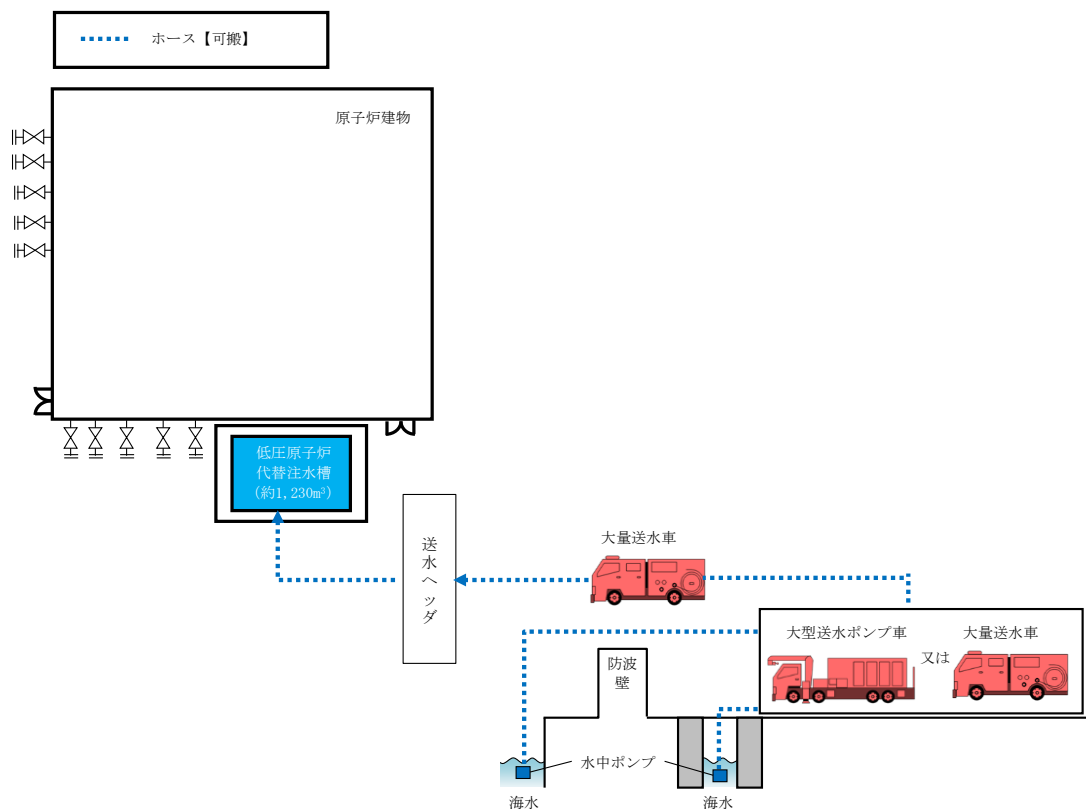 ホース【可搬】
原子炉建物
低圧原子炉
代替注水槽
(約1,230m³)
送水ヘッダ
大量送水車
大型送水ポンプ車
又は
大量送水車
防波
壁
水中ポンプ
海水
海水